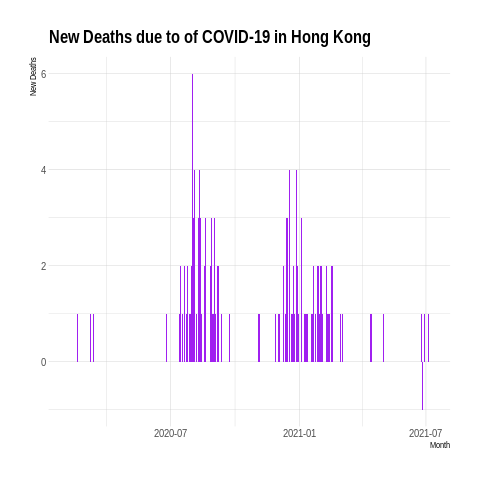 New Deaths due to of COVID-19 in Hong Kong
New Deaths
6
4
2
0
2020-07 2021-01 2021-07
Month